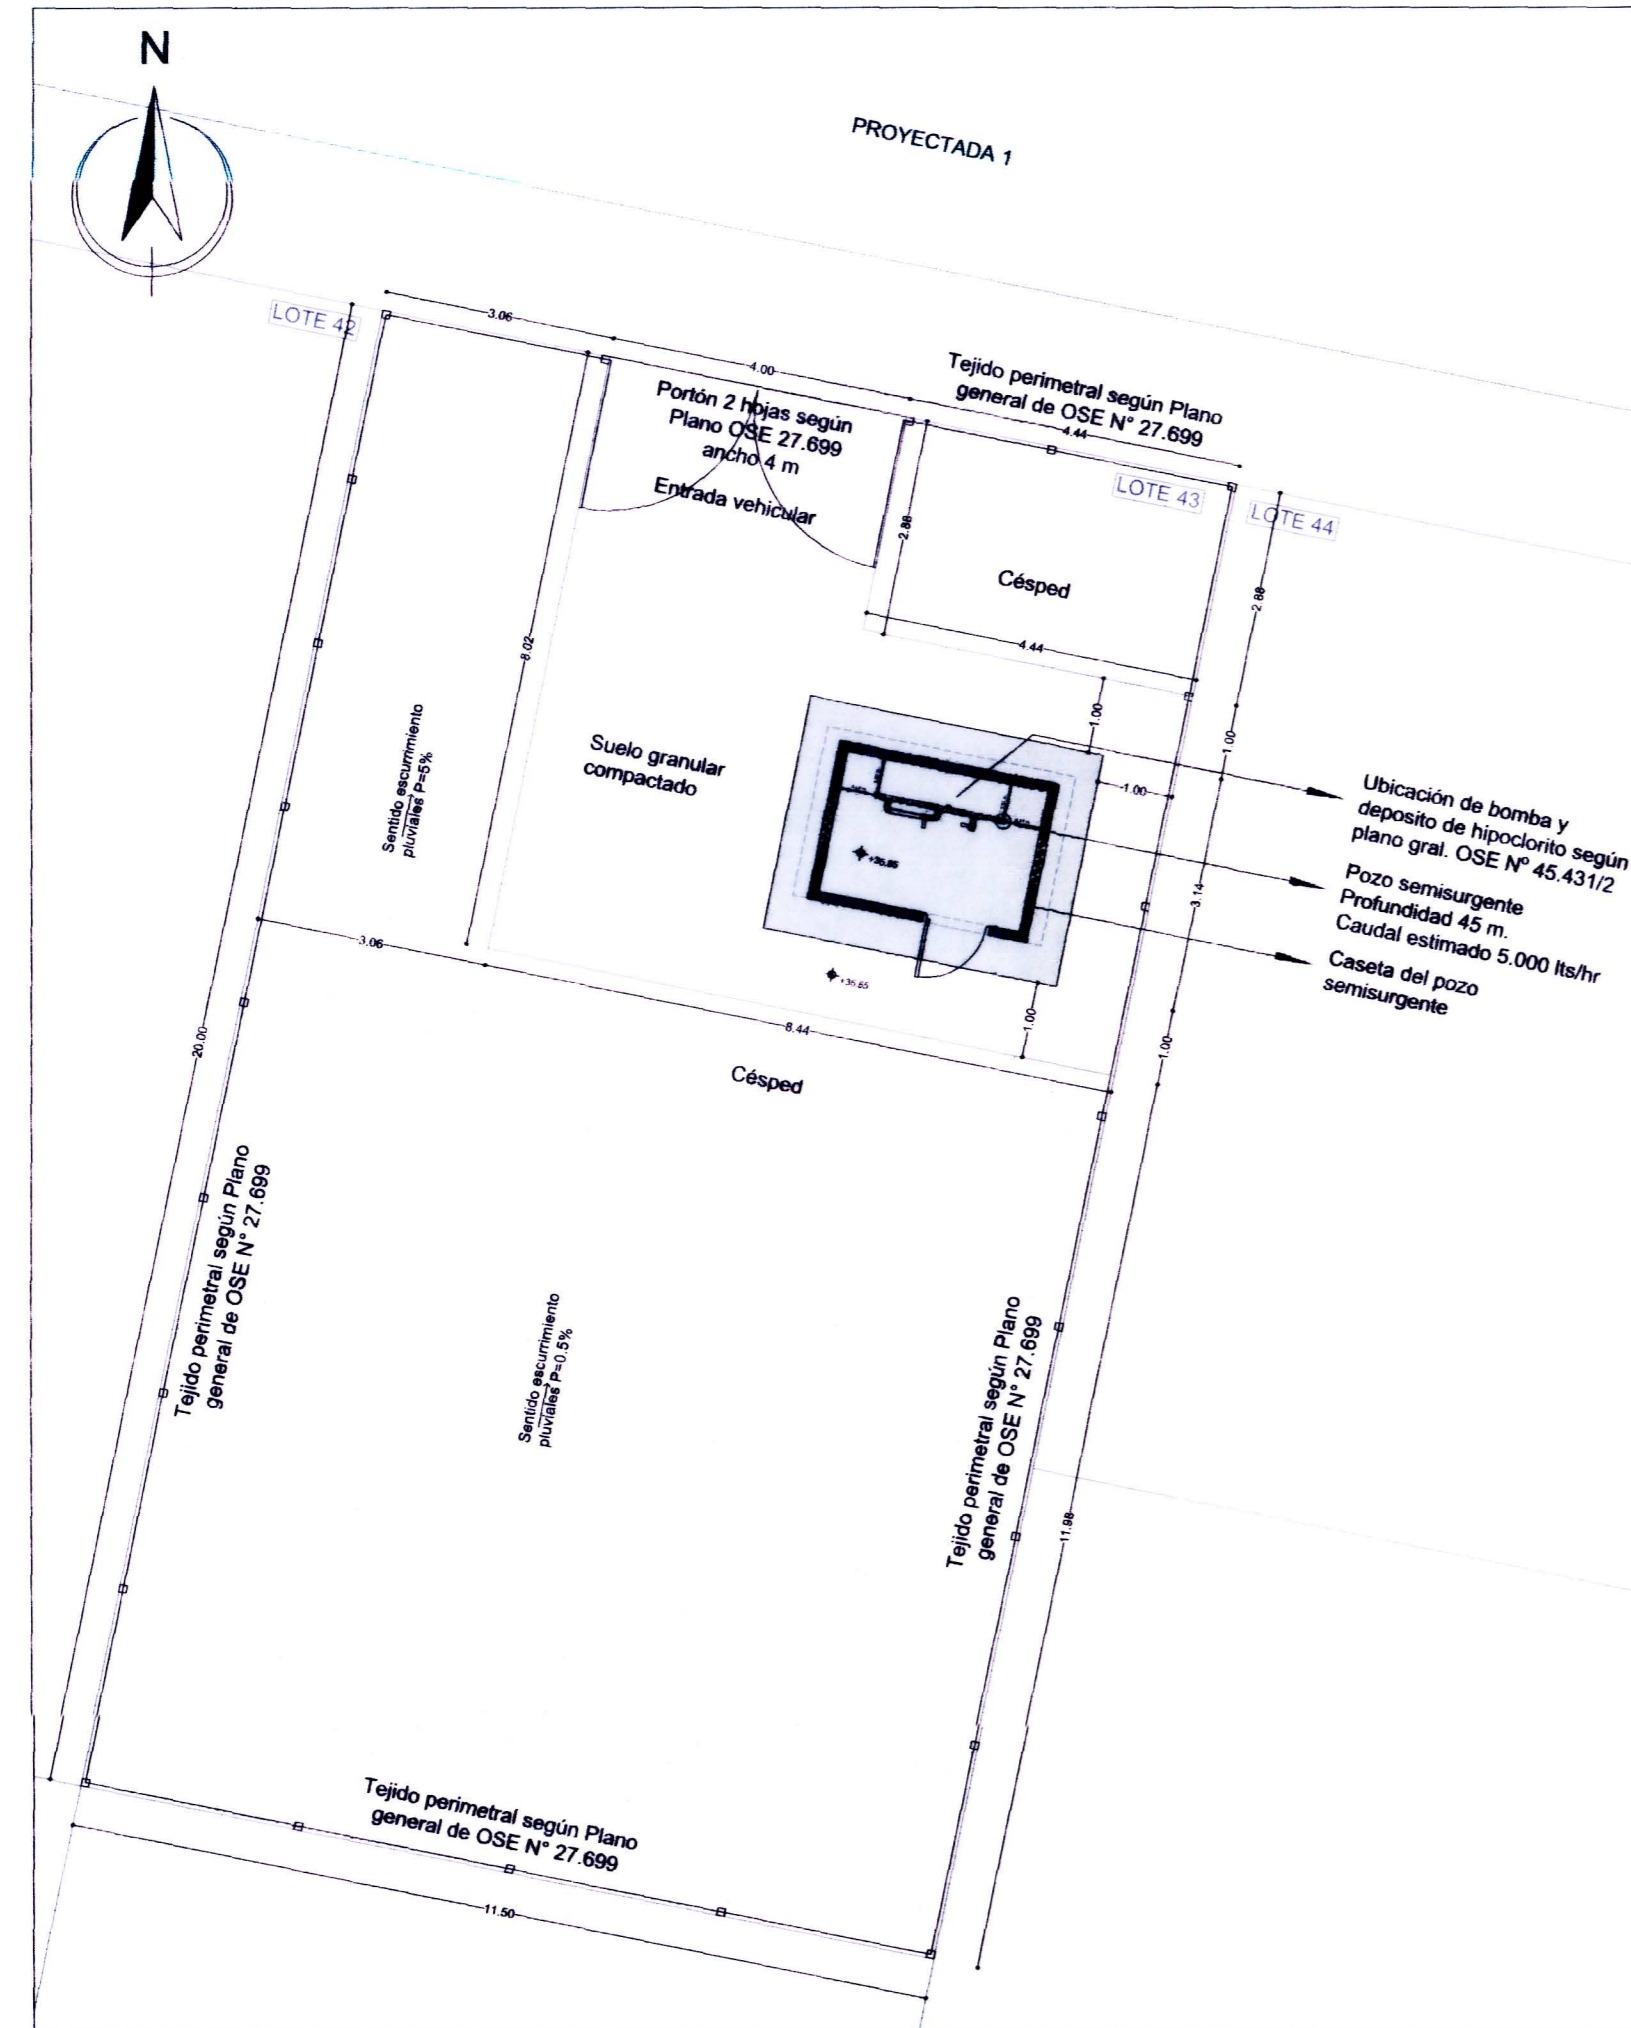 N
PROYECTADA 1
LOTE 42
3.06
4.00
Tejido perimetral según Plano
general de OSE N° 27.699
4.44
Portón 2 hojas según
Plano OSE 27.699
ancho 4 m
Entrada vehicular
LOTE 43
LOTE 44
2.88
Césped
2.88
8.02
4.44
Sentido escurrimiento
pluviales P=5%
Suelo granular
compactado
1.00
1.00
1.00
Ubicación de bomba y
deposito de hipoclorito según
plano gral. OSE Nº 45.431/2
+35.85
3.14
Pozo semisurgente
Profundidad 45 m.
Caudal estimado 5.000 lts/hr
3.06
+35.65
Caseta del pozo
semisurgente
20.00
8.44
1.00
1.00
Césped
Tejido perimetral según Plano
general de OSE N° 27.699
Sentido escurrimiento
pluviales P=0.5%
Tejido perimetral según Plano
general de OSE N° 27.699
11.98
Tejido perimetral según Plano
general de OSE N° 27.699
11.50